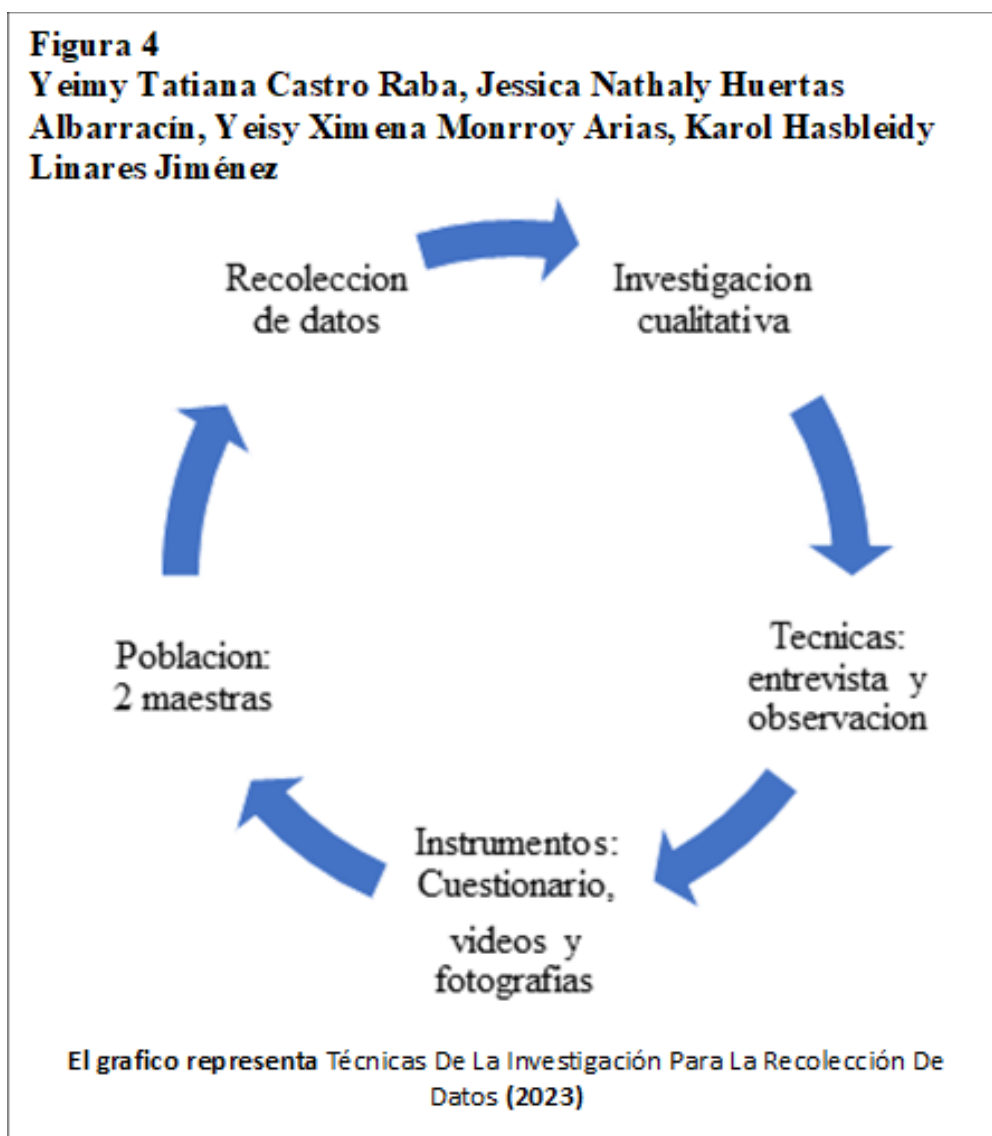 Figura 4
Yeimy Tatiana Castro Raba, Jessica Nathaly Huertas
Albarracín, Yeisy Ximena Monrroy Arias, Karol Hasbleidy
Linares Jiménez
Recoleccion
de datos
Investigacion
cualitativa
Tecnicas:
entrevista y
observacion
Instrumentos:
Cuestionario,
videos y
fotografias
Poblacion:
2 maestras
El grafico representa Técnicas De La Investigación Para La Recolección De
Datos (2023)